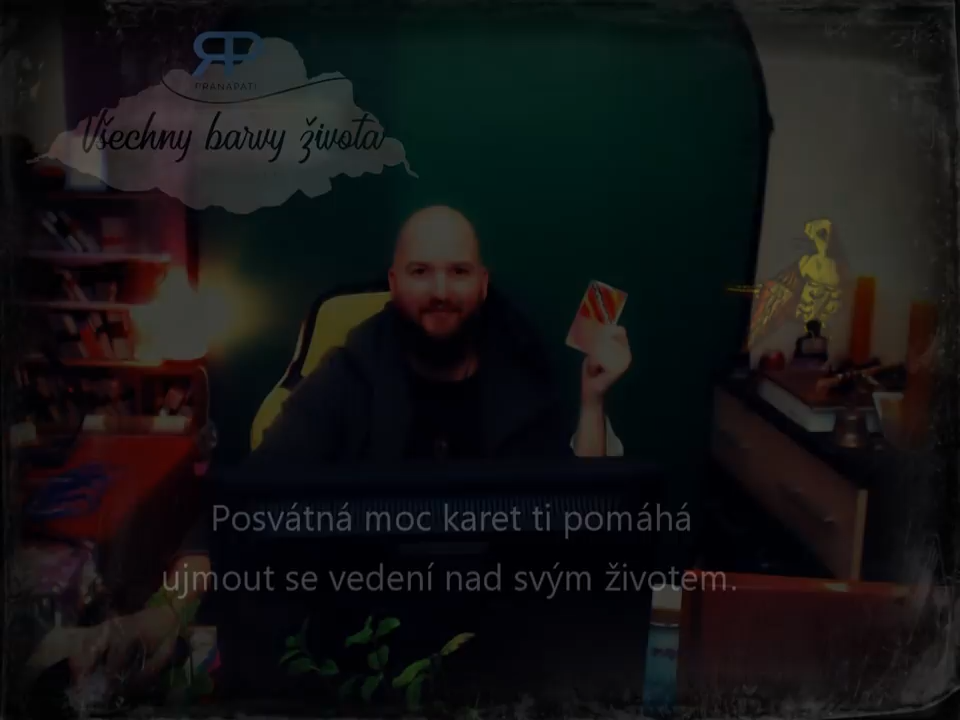 PRANAPATI
Všechny barvy života
Posvátná moc karet ti pomáhá
ujmout se vedení nad svým životem.